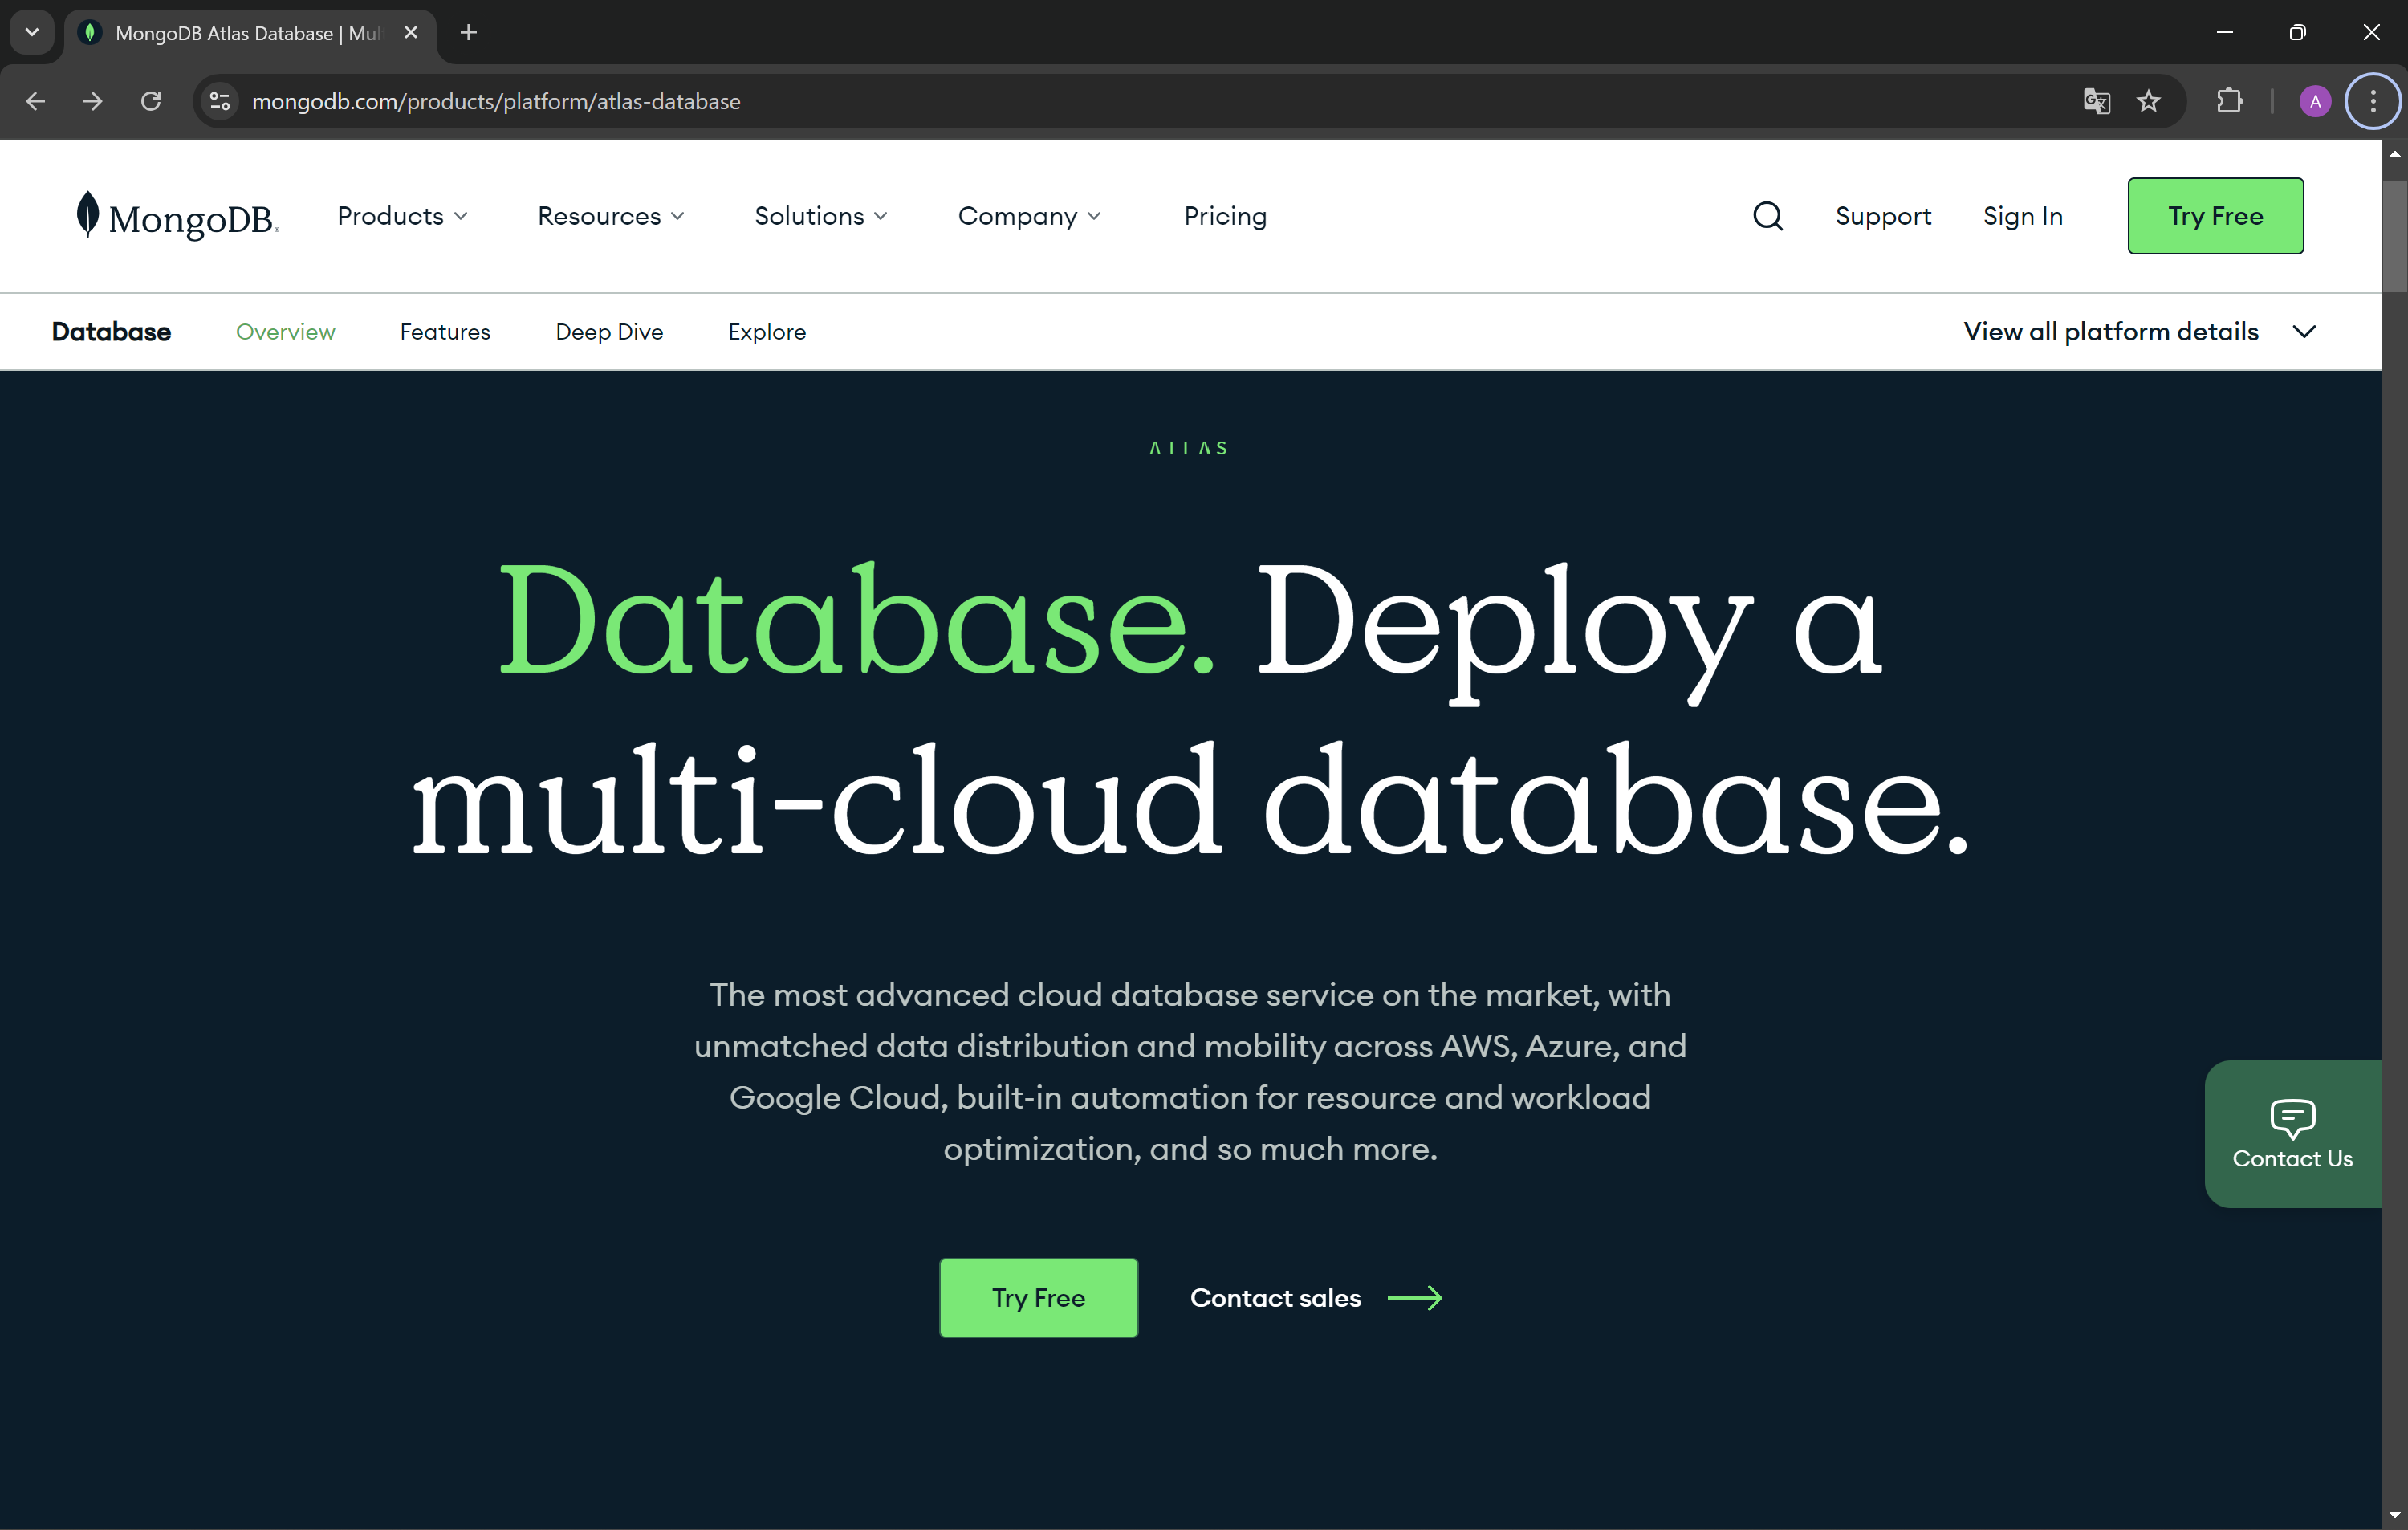 MongoDB Atlas Database | Mul
mongodb.com/products/platform/atlas-database
A
MongoDB.
Products
Resources
Solutions
Company
Pricing
Support
Sign In
Try Free
Database
Overview
Features
Deep Dive
Explore
View all platform details
ATLAS
Database. Deploy a
multi-cloud database.
The most advanced cloud database service on the market, with
unmatched data distribution and mobility across AWS, Azure, and
Google Cloud, built-in automation for resource and workload
optimization, and so much more.
Contact Us
Try Free
Contact sales